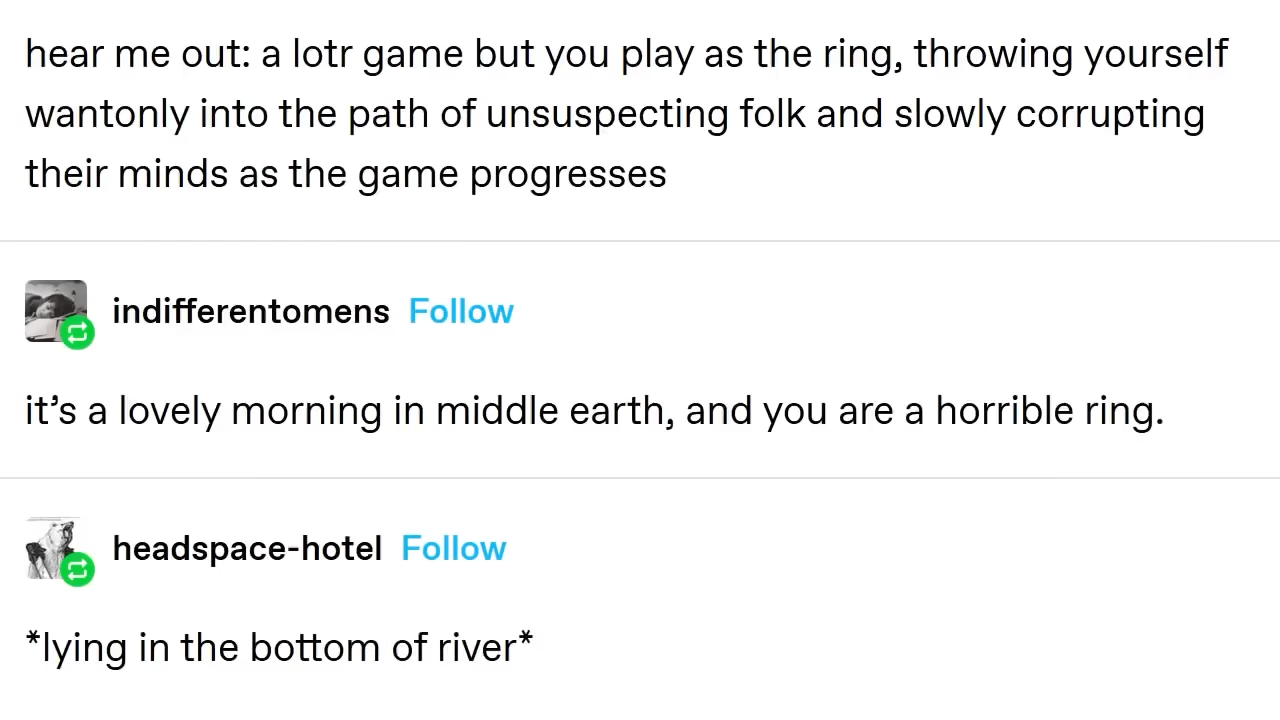 hear me out: a lotr game but you play as the ring, throwing yourself
wantonly into the path of unsuspecting folk and slowly corrupting
their minds as the game progresses
indifferentomens Follow
it’s a lovely morning in middle earth, and you are a horrible ring.
headspace-hotel Follow
*lying in the bottom of river*